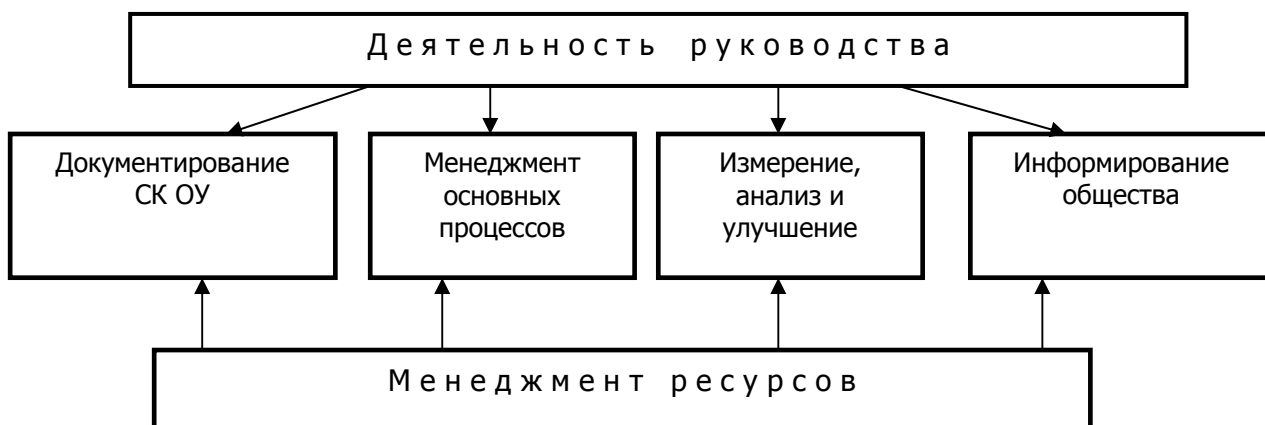 Деятельность руководства
Документирование
СК ОУ
Менеджмент
основных
процессов
Измерение,
анализ и
улучшение
Информирование
общества
Менеджмент ресурсов